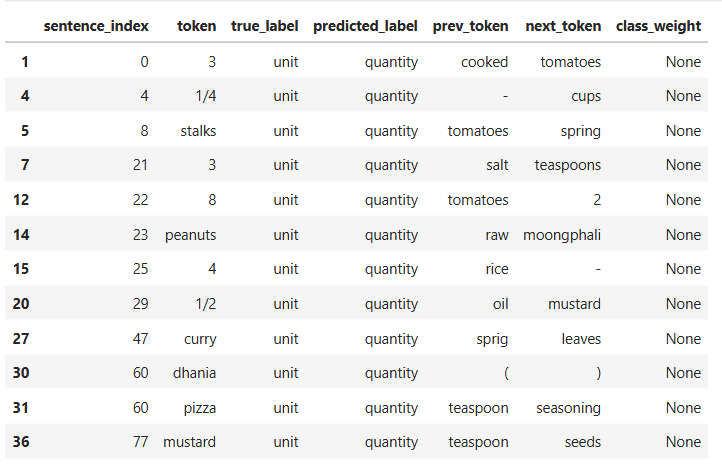 sentence_index token true_label predicted_label prev_token next_token class_weight
1 0 3 unit quantity cooked tomatoes None
4 4 1/4 unit quantity - cups None
5 8 stalks unit quantity tomatoes spring None
7 21 3 unit quantity salt teaspoons None
12 22 8 unit quantity tomatoes 2 None
14 23 peanuts unit quantity raw moongphali None
15 25 4 unit quantity rice - None
20 29 1/2 unit quantity oil mustard None
27 47 curry unit quantity sprig leaves None
30 60 dhania unit quantity ( ) None
31 60 pizza unit quantity teaspoon seasoning None
36 77 mustard unit quantity teaspoon seeds None